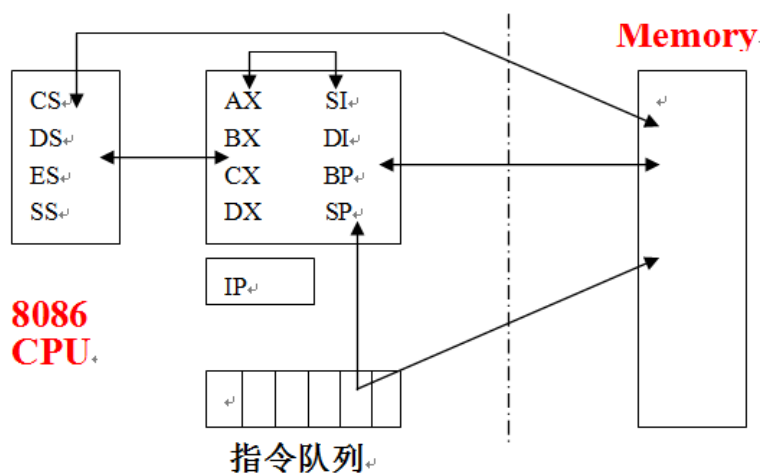 Memory
CS
DS
ES
SS
AX SI
BX DI
CX BP
DX SP
IP
8086
CPU
指令队列